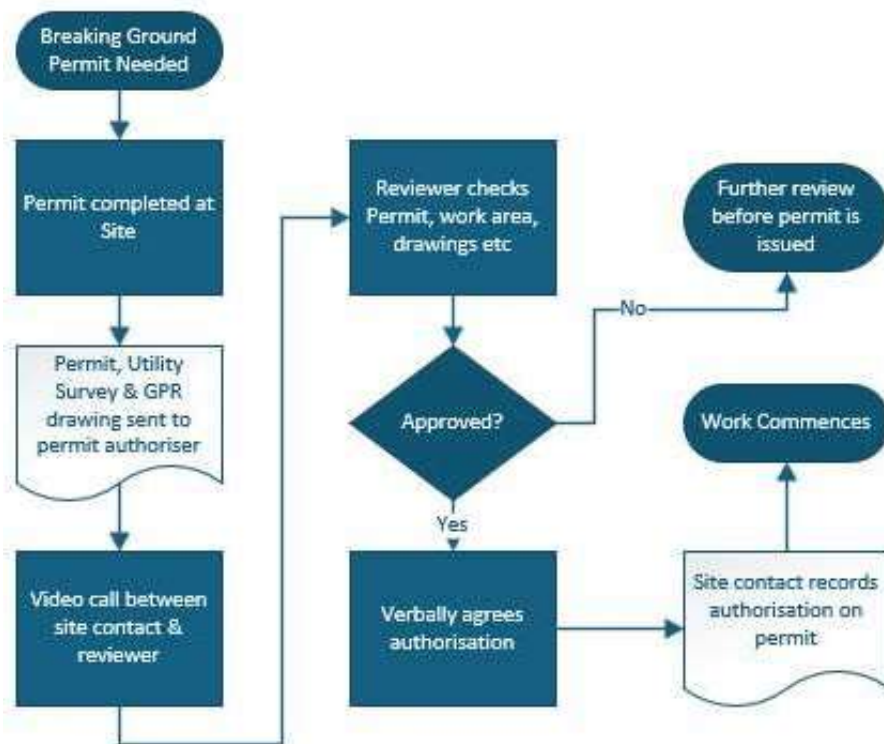 Breaking Ground
Permit Needed
Permit completed at
Site
Permit, Utility
Survey & GPR
drawing sent to
permit authoriser
Video call between
site contact &
reviewer
Reviewer checks
Permit, work area,
drawings etc
Approved?
No
Further review
before permit is
issued
Yes
Verbally agrees
authorisation
Site contact records
authorisation on
permit
Work Commences